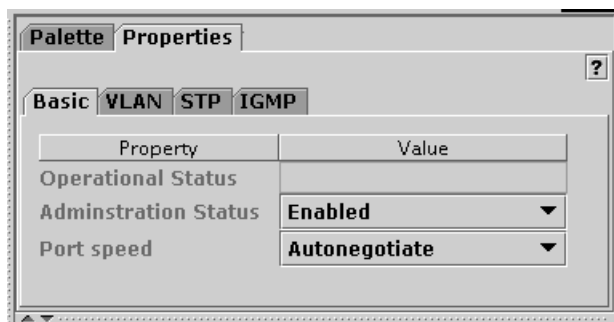 Palette Properties
?
Basic VLAN STP IGMP
Property Value
Operational Status
Adminstration Status Enabled
Port speed Autonegotiate